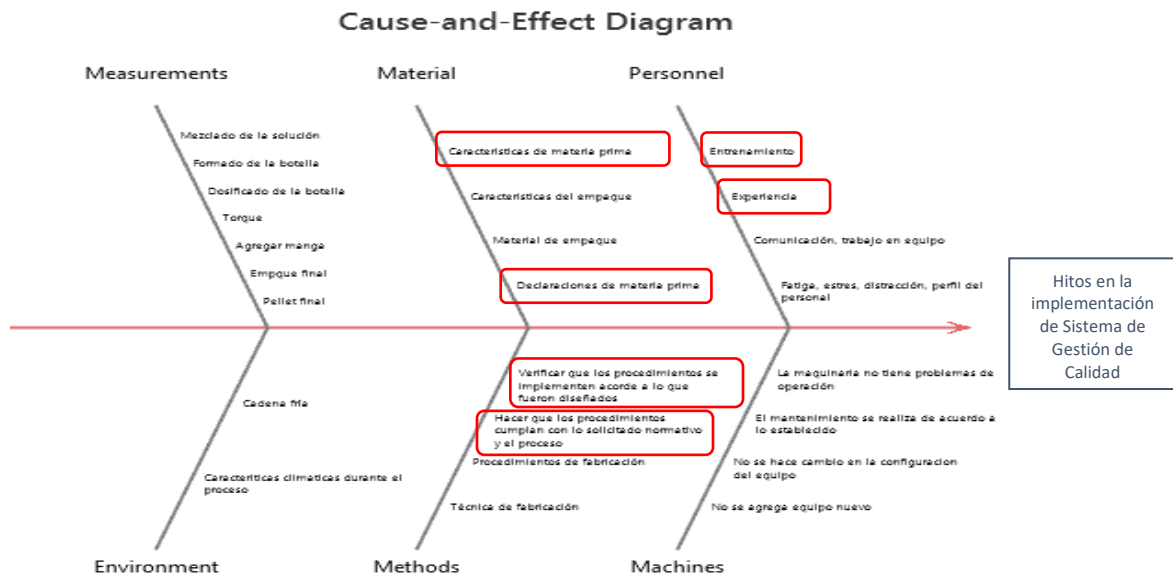 Cause-and-Effect Diagram
Measurements
Material
Personnel
Mezclado de la solución
Formado de la botella
Dosificado de la botella
Torque
Agregar manga
Empque final
Pellet final
Caracteristicas de materia prima
Caracteristicas del empaque
Material de empaque
Declaraciones de materia prima
Entrenamiento
Experiencia
Comunicación, trabajo en equipo
Fatiga, estres, distracción, perfil del
personal
Hitos en la
implementación
de Sistema de
Gestión de
Calidad
Cadena fria
Caracteriticas climaticas durante el
proceso
Verificar que los procedimientos se
implementen acorde a lo que
fueron diseñados
Hacer que los procedimientos
cumplan con lo solicitado normativo
y el proceso
Procedimientos de fabricación
Técnica de fabricación
La maquinaria no tiene problemas de
operación
El mantenimiento se realiza de acuerdo a
lo establecido
No se hace cambio en la configuracion
del equipo
No se agrega equipo nuevo
Environment
Methods
Machines